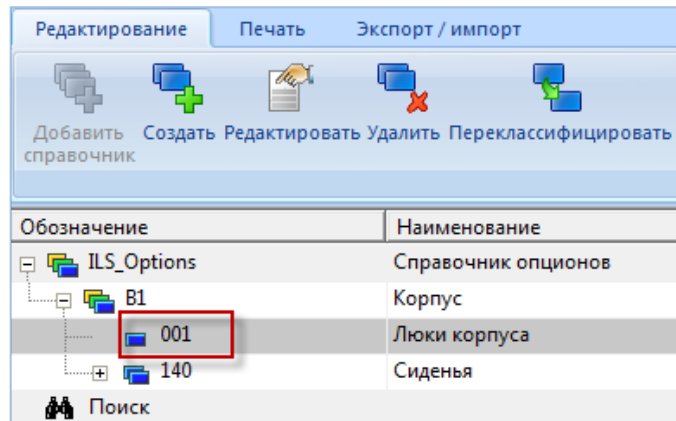 Редактирование Печать Экспорт / импорт
Добавить справочник Создать Редактировать Удалить Переклассифицировать
Обозначение Наименование
ILS_Options Справочник опционов
B1 Корпус
001 Люки корпуса
140 Сиденья
Поиск